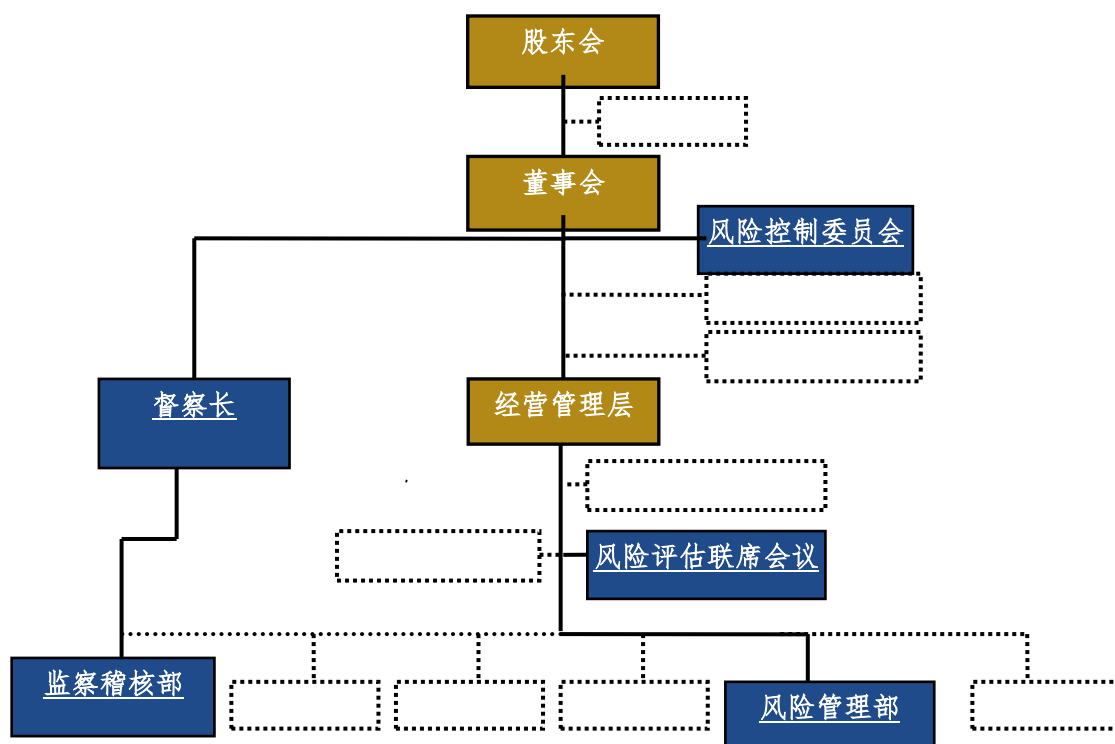 股东会
董事会
风险控制委员会
督察长
经营管理层
风险评估联席会议
监察稽核部
风险管理部